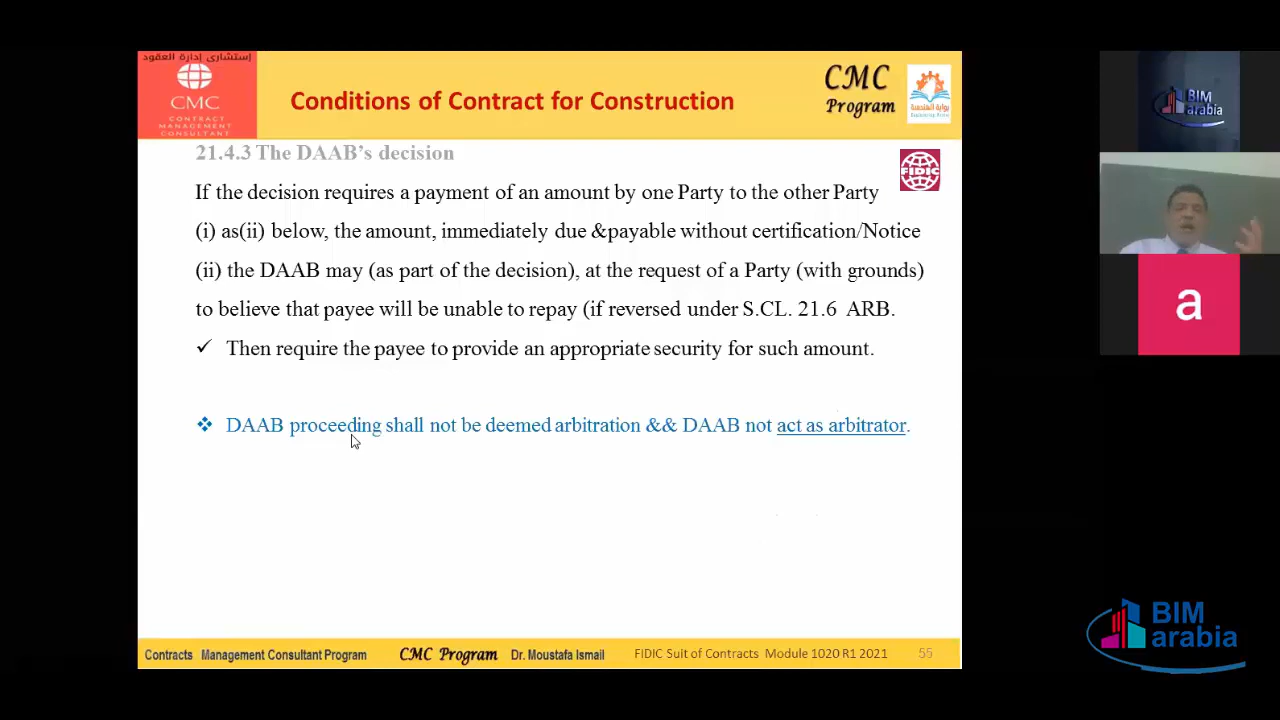 إستشارى إدارة العقود
CMC
CONTRACT
MANAGEMENT
CONSULTANT
Conditions of Contract for Construction
CMC
Program
بوابة الهندسة
21.4.3 The DAAB's decision
FIDIC
If the decision requires a payment of an amount by one Party to the other Party
(i) as(ii) below, the amount, immediately due &payable without certification/Notice
(ii) the DAAB may (as part of the decision), at the request of a Party (with grounds)
to believe that payee will be unable to repay (if reversed under S.CL. 21.6 ARB.
✓ Then require the payee to provide an appropriate security for such amount.
❖ DAAB proceeding shall not be deemed arbitration && DAAB not act as arbitrator.
Contracts Management Consultant Program
CMC Program
Dr. Moustafa Ismail
FIDIC Suit of Contracts Module 1020 R1 2021
55
BIM
arabia
a
BIM
arabia